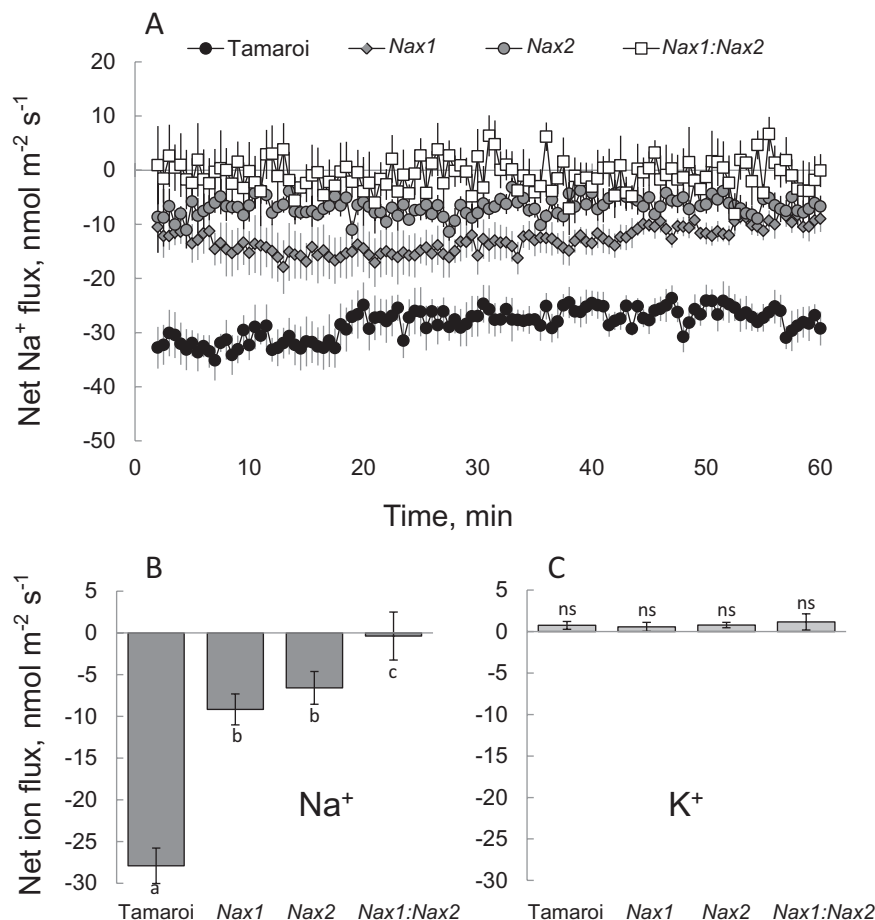 A
Tamaroi Nax1 Nax2 Nax1:Nax2
Net Na⁺ flux, nmol m⁻² s⁻¹
20
10
0
-10
-20
-30
-40
-50
0 10 20 30 40 50 60
Time, min
B
Net ion flux, nmol m⁻² s⁻¹
5
0
-5
-10
-15
-20
-25
-30
a
b
b
c
Na⁺
Tamaroi Nax1 Nax2 Nax1:Nax2
C
5
0
-5
-10
-15
-20
-25
-30
ns ns ns ns
K⁺
Tamaroi Nax1 Nax2 Nax1:Nax2